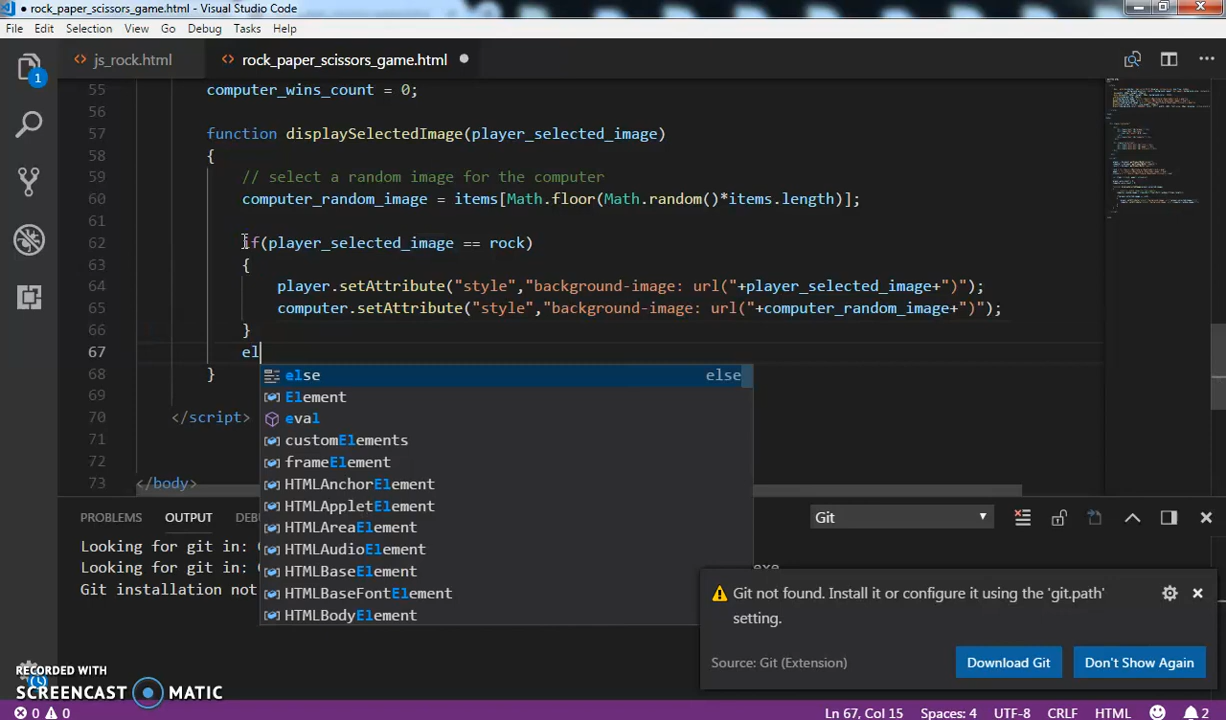 ● rock_paper_scissors_game.html - Visual Studio Code
File Edit Selection View Go Debug Tasks Help
js_rock.html rock_paper_scissors_game.html
1
55 computer_wins_count = 0;
56
57 function displaySelectedImage(player_selected_image)
58 {
59 // select a random image for the computer
60 computer_random_image = items[Math.floor(Math.random()*items.length)];
61
62 if(player_selected_image == rock)
63 {
64 player.setAttribute("style","background-image: url("+player_selected_image+")");
65 computer.setAttribute("style","background-image: url("+computer_random_image+")");
66 }
67 el
68 }
69
70 </script>
71
72
73 </body>
else else
Element
eval
customElements
frameElement
HTMLAnchorElement
HTMLAppletElement
HTMLAreaElement
HTMLAudioElement
HTMLBaseElement
HTMLBaseFontElement
HTMLBodyElement
PROBLEMS OUTPUT DEB Git
Looking for git in: 
Looking for git in: exe
Git installation not
Git not found. Install it or configure it using the 'git.path'
setting.
Source: Git (Extension) Download Git Don't Show Again
RECORDED WITH
SCREENCAST MATIC
0 0 Ln 67, Col 15 Spaces: 4 UTF-8 CRLF HTML 2